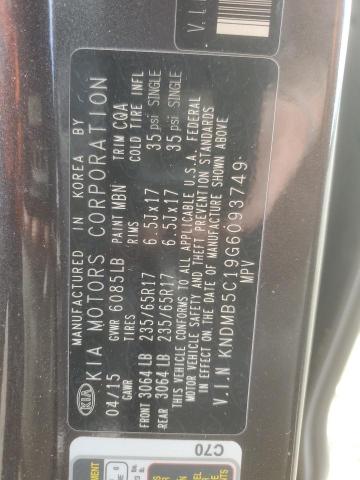 MANUFACTURED IN KOREA BY
KIA KIA MOTORS CORPORATION
04/15 GVWR 6085LB PAINT MBN TRIM CQA
GAWR TIRES RIMS COLD TIRE INFL
FRONT 3064 LB 235/65R17 6.5Jx17 35 psi SINGLE
REAR 3064 LB 235/65R17 6.5Jx17 35 psi SINGLE
THIS VEHICLE CONFORMS TO ALL APPLICABLE U.S.A. FEDERAL
MOTOR VEHICLE SAFETY AND THEFT PREVENTION STANDARDS
IN EFFECT ON THE DATE OF MANUFACTURE SHOWN ABOVE
V.I.N KNDMB5C19G6093749
MPV
C70
V.I.